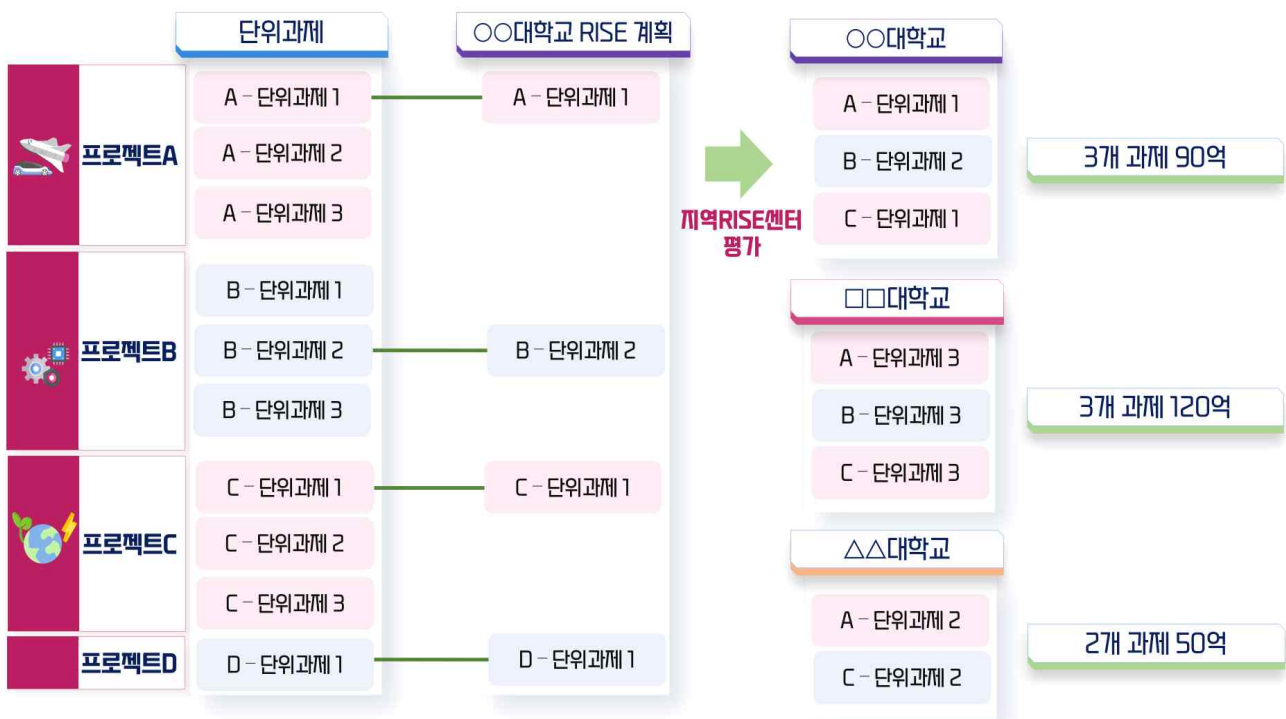 단위과제
○○대학교 RISE 계획
프로젝트A
A - 단위과제 1
A - 단위과제 2
A - 단위과제 3
A - 단위과제 1
프로젝트B
B - 단위과제 1
B - 단위과제 2
B - 단위과제 3
B - 단위과제 2
프로젝트C
C - 단위과제 1
C - 단위과제 2
C - 단위과제 3
C - 단위과제 1
프로젝트D
D - 단위과제 1
D - 단위과제 1
지역RISE센터
평가
○○대학교
A - 단위과제 1
B - 단위과제 2
C - 단위과제 1
3개 과제 90억
□□대학교
A - 단위과제 3
B - 단위과제 3
C - 단위과제 3
3개 과제 120억
△△대학교
A - 단위과제 2
C - 단위과제 2
2개 과제 50억